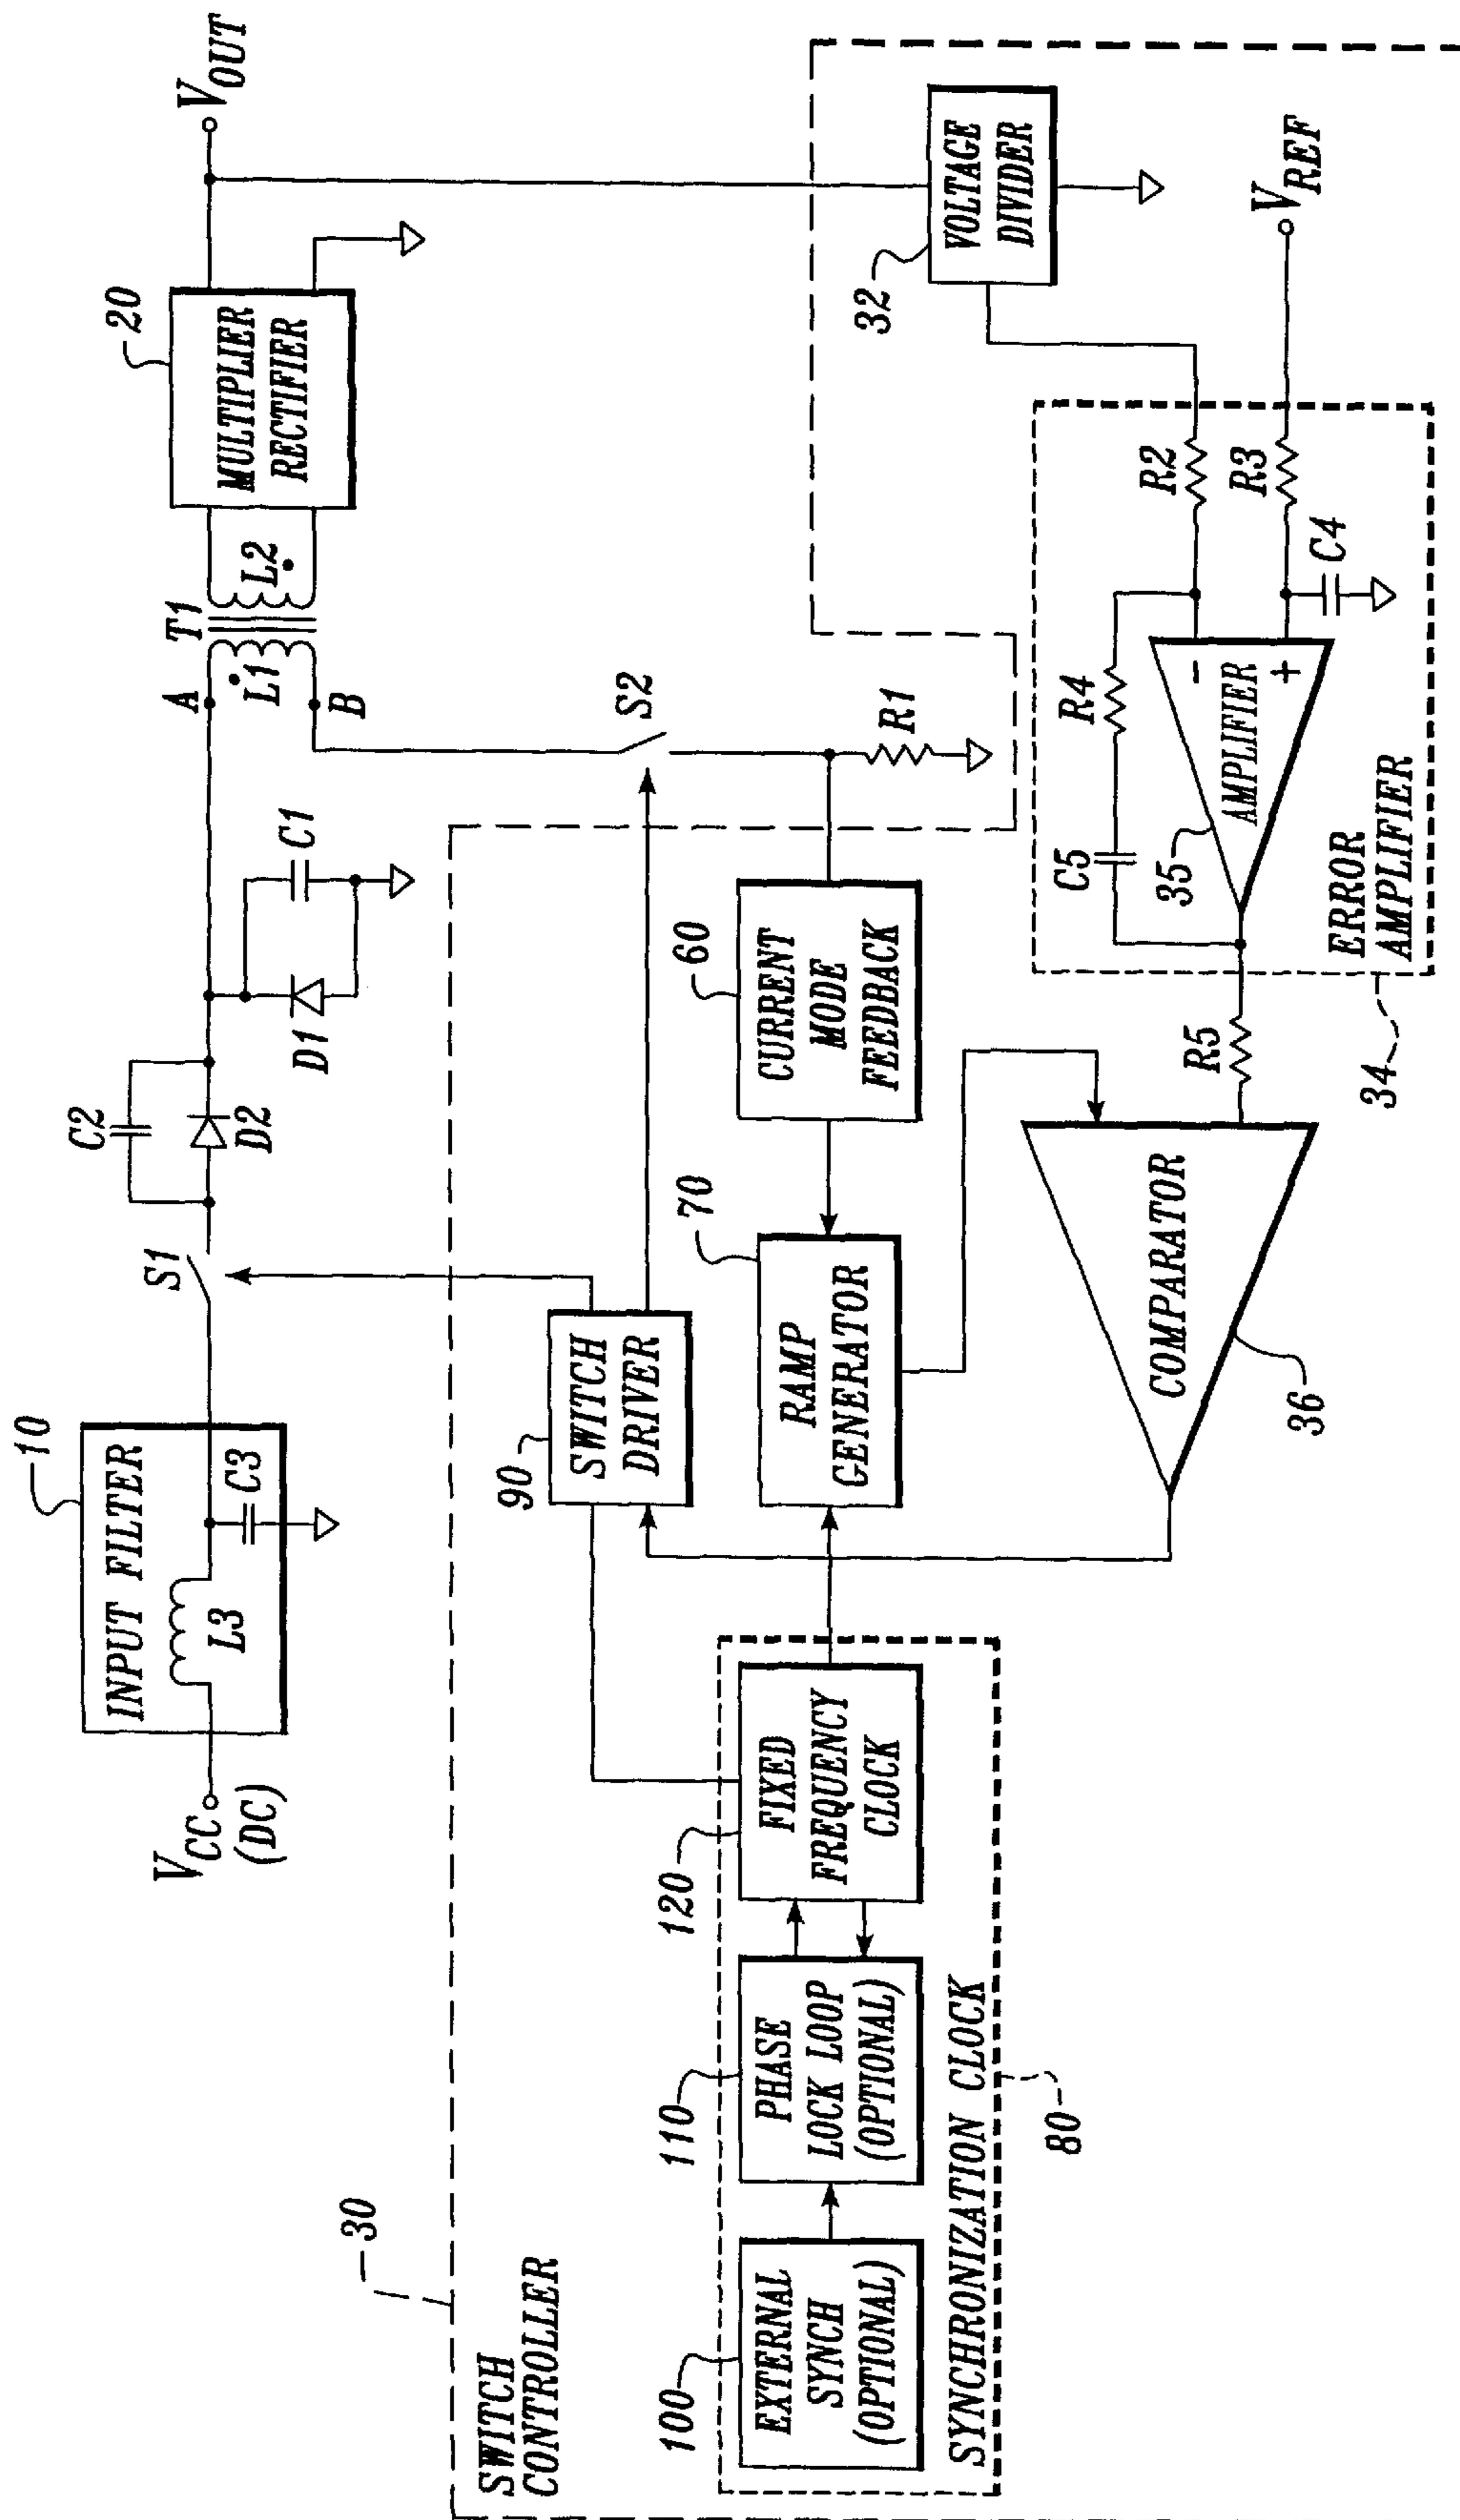 10
INPUT FILTER
L3
C3
V_CC
(DC)
S1
C2
D2
D1
C1
A
T1
L1
L2
B
20
MULTIPLIER
RECTIFIER
V_OUT
S2
R1
30
SWITCH
CONTROLLER
90
SWITCH
DRIVER
60
CURRENT
MODE
FEEDBACK
70
RAMP
GENERATOR
100
EXTERNAL
SYNCH
(OPTIONAL)
110
PHASE
LOCK LOOP
(OPTIONAL)
120
FIXED
FREQUENCY
CLOCK
SYNCHRONIZATION CLOCK
80
COMPARATOR
36
R5
34
C5
R4
35
AMPLIFIER
-
+
R2
R3
C4
ERROR
AMPLIFIER
32
VOLTAGE
DIVIDER
V_REF